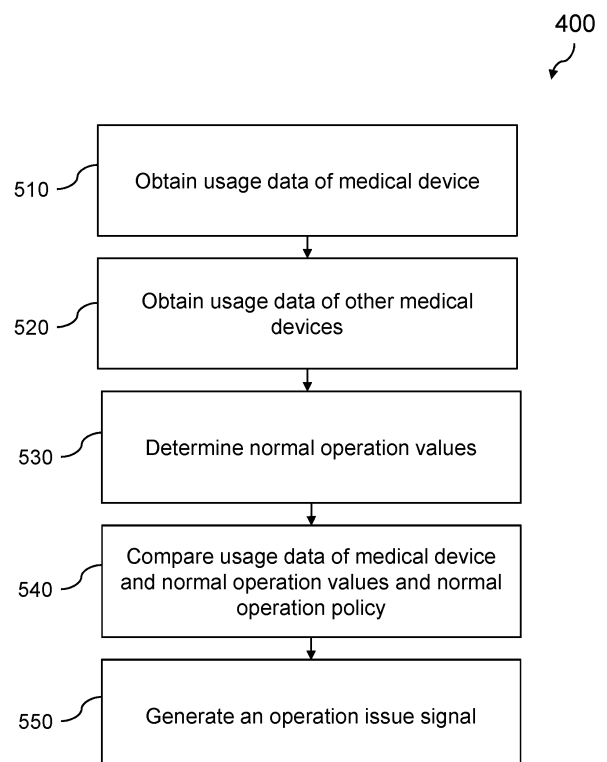 400
510
Obtain usage data of medical device
520
Obtain usage data of other medical
devices
530
Determine normal operation values
540
Compare usage data of medical device
and normal operation values and normal
operation policy
550
Generate an operation issue signal